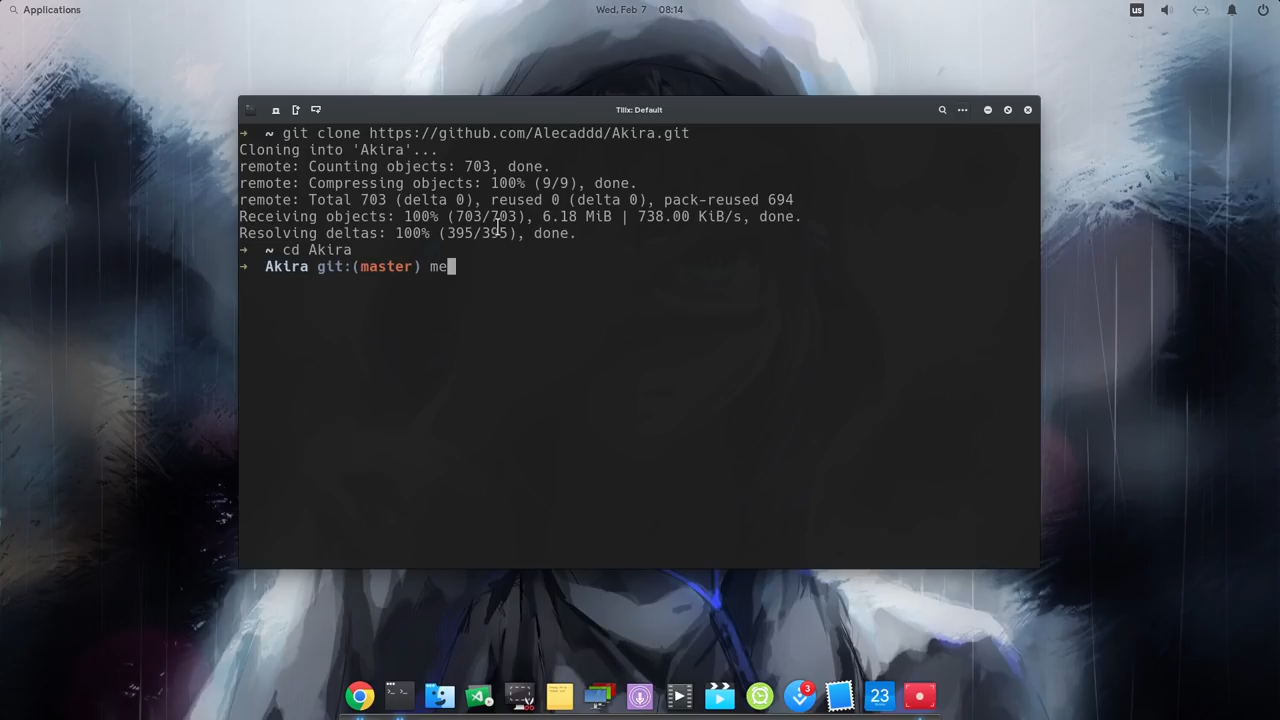 Applications
Wed, Feb 7 08:14
us
Tilix: Default
➜ ~ git clone https://github.com/Alecaddd/Akira.git
Cloning into 'Akira'...
remote: Counting objects: 703, done.
remote: Compressing objects: 100% (9/9), done.
remote: Total 703 (delta 0), reused 0 (delta 0), pack-reused 694
Receiving objects: 100% (703/703), 6.18 MiB | 738.00 KiB/s, done.
Resolving deltas: 100% (395/395), done.
➜ ~ cd Akira
➜ Akira git:(master) me
3
23